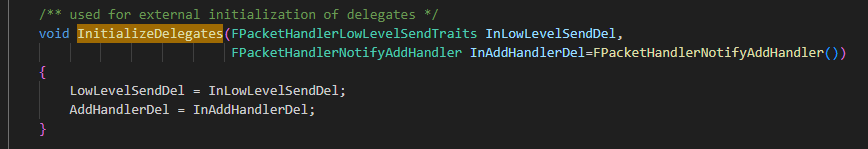 /** used for external initialization of delegates */
void InitializeDelegates(FPacketHandlerLowLevelSendTraits InLowLevelSendDel,
FPacketHandlerNotifyAddHandler InAddHandlerDel=FPacketHandlerNotifyAddHandler())
{
LowLevelSendDel = InLowLevelSendDel;
AddHandlerDel = InAddHandlerDel;
}